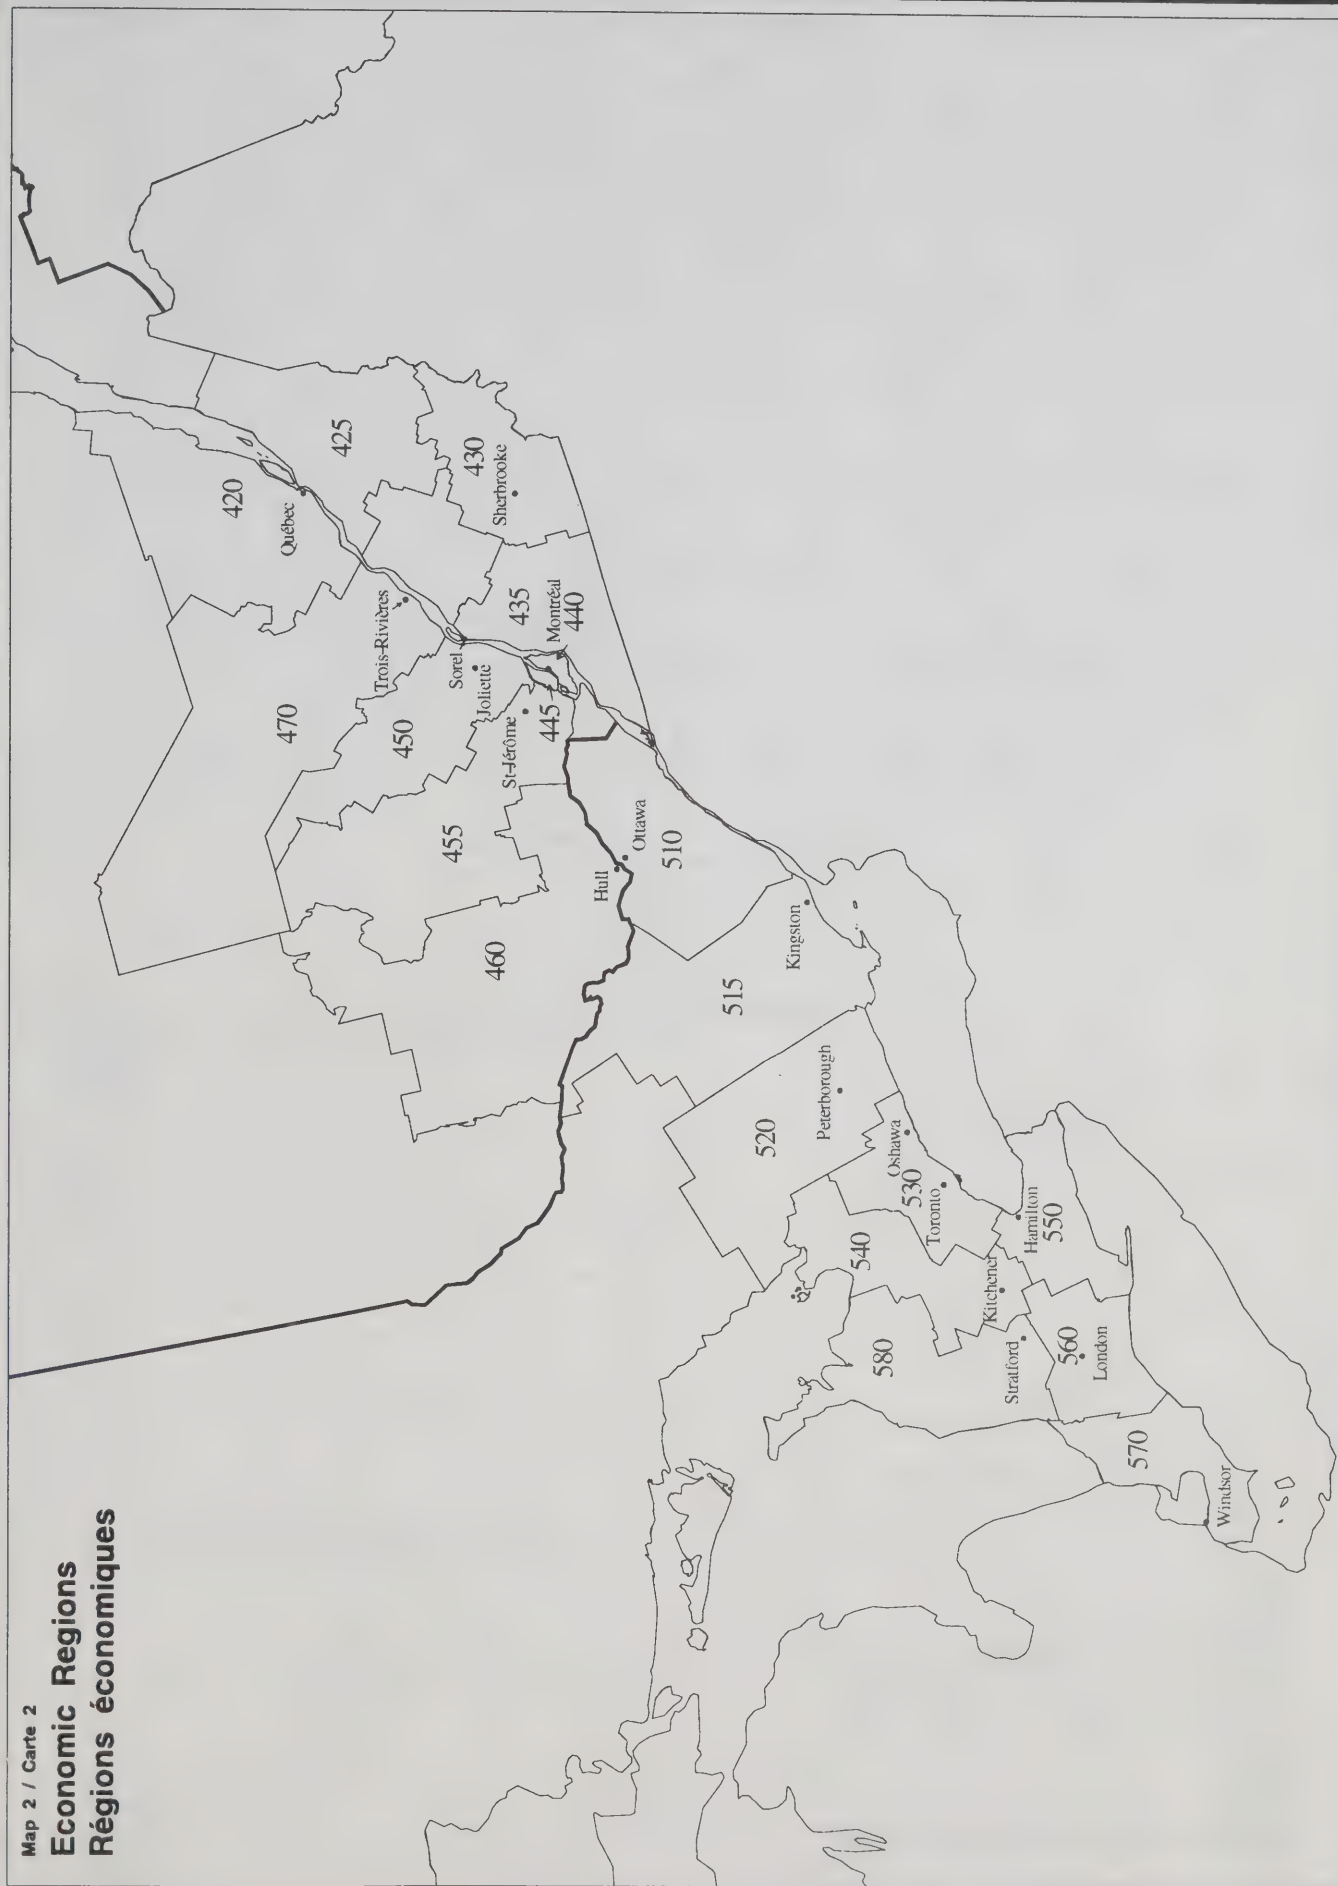 Map 2 / Carte 2
Economic Regions
Régions économiques
420
Québec
425
430
Sherbrooke
470
Trois-Rivières
450
Sorel
Joliette
435
Montréal
440
St-Jérôme
445
455
460
Hull
Ottawa
510
515
Kingston
520
Peterborough
Oshawa
530
Toronto
540
Hamilton
550
Kitchener
580
Stratford
560
London
570
Windsor